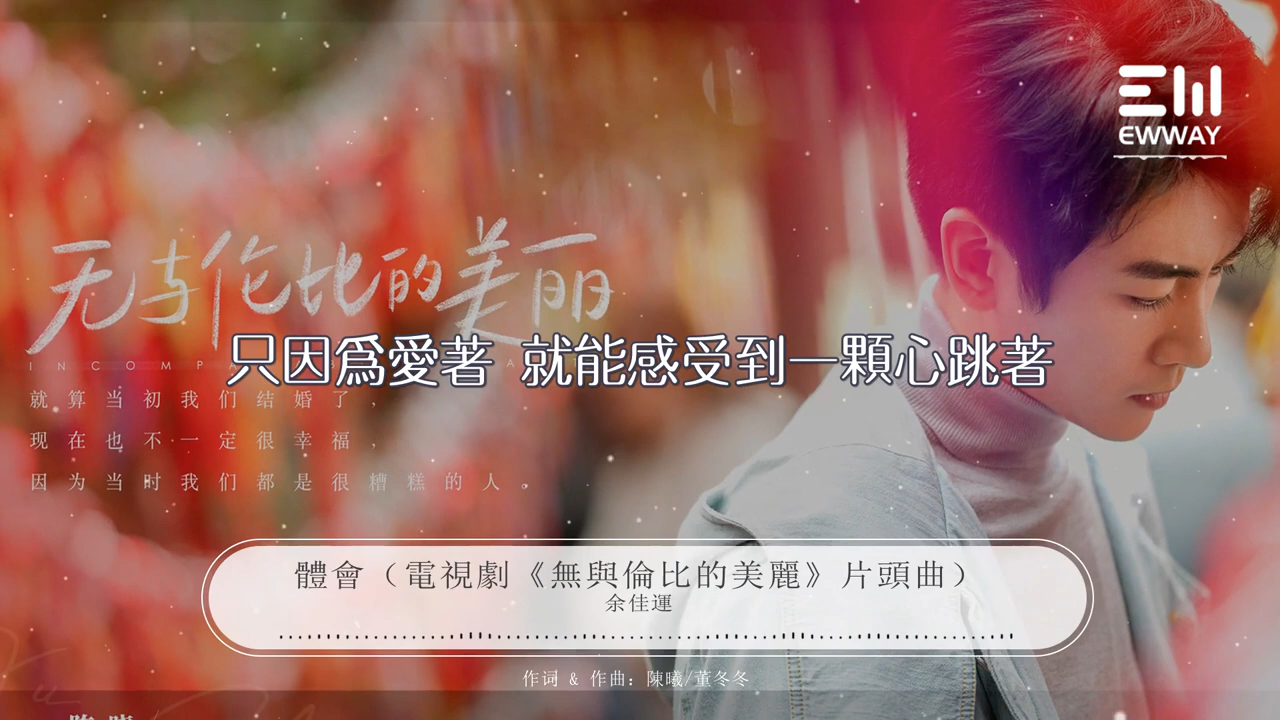 EWWAY
无与伦比的美丽
只因爲愛著 就能感受到一顆心跳著
就算当初我们结婚了，
现在也不一定很幸福，
因为当时我们都是很糟糕的人。
體會（電視劇《無與倫比的美麗》片頭曲）
余佳運
作词 & 作曲：陳曦/董冬冬